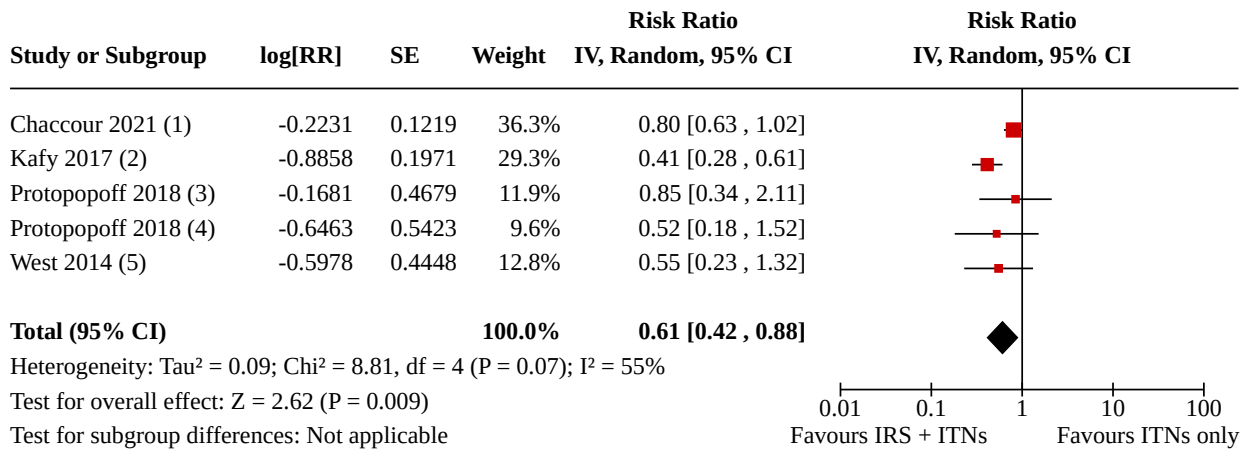 Risk Ratio Risk Ratio
Study or Subgroup log[RR] SE Weight IV, Random, 95% CI IV, Random, 95% CI
Chaccour 2021 (1) -0.2231 0.1219 36.3% 0.80 [0.63 , 1.02]
Kafy 2017 (2) -0.8858 0.1971 29.3% 0.41 [0.28 , 0.61]
Protopopoff 2018 (3) -0.1681 0.4679 11.9% 0.85 [0.34 , 2.11]
Protopopoff 2018 (4) -0.6463 0.5423 9.6% 0.52 [0.18 , 1.52]
West 2014 (5) -0.5978 0.4448 12.8% 0.55 [0.23 , 1.32]
Total (95% CI) 100.0% 0.61 [0.42 , 0.88]
Heterogeneity: Tau² = 0.09; Chi² = 8.81, df = 4 (P = 0.07); I² = 55%
Test for overall effect: Z = 2.62 (P = 0.009) 0.01 0.1 1 10 100
Test for subgroup differences: Not applicable Favours IRS + ITNs Favours ITNs only